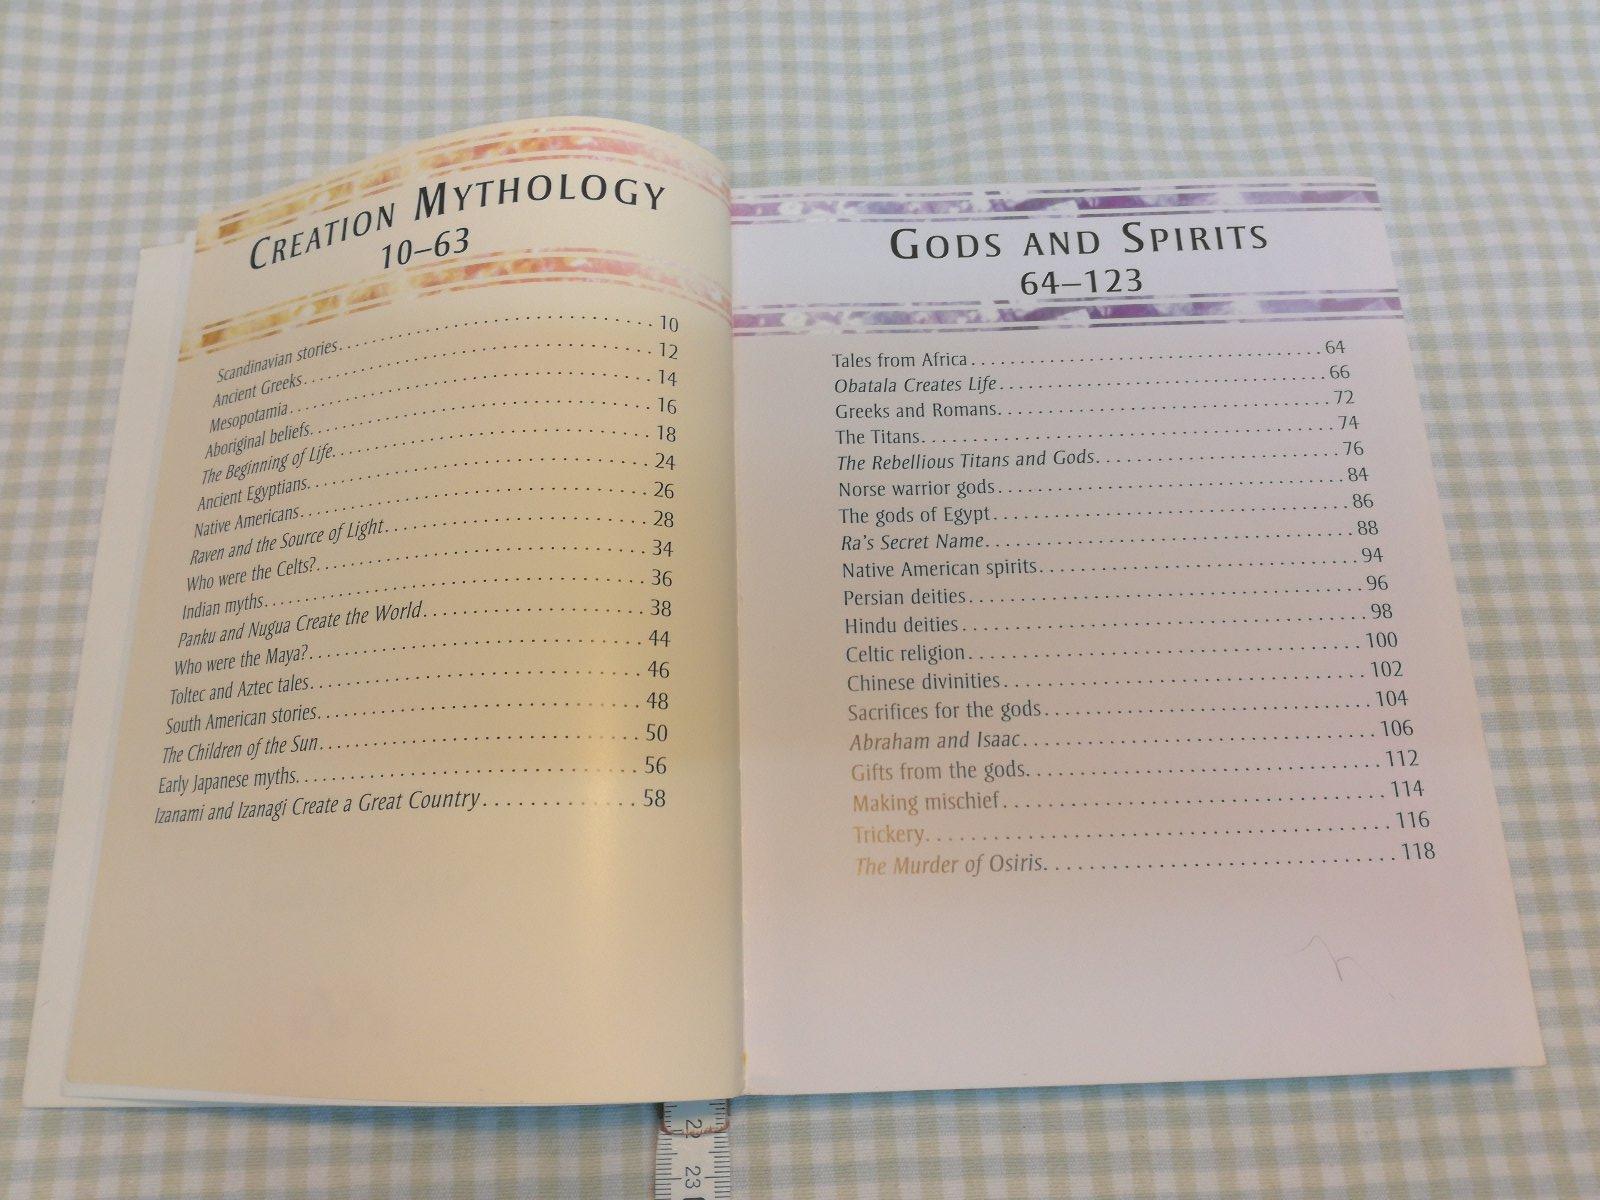 CREATION MYTHOLOGY
10–63
Scandinavian stories 10
Ancient Greeks 12
Mesopotamia 14
Aboriginal beliefs 16
The Beginning of Life 18
Ancient Egyptians 24
Native Americans 26
Raven and the Source of Light 28
Who were the Celts? 34
Indian myths 36
Panku and Nugua Create the World 38
Who were the Maya? 44
Toltec and Aztec tales 46
South American stories 48
The Children of the Sun 50
Early Japanese myths 56
Izanami and Izanagi Create a Great Country 58
GODS AND SPIRITS
64–123
Tales from Africa 64
Obatala Creates Life 66
Greeks and Romans 72
The Titans 74
The Rebellious Titans and Gods 76
Norse warrior gods 84
The gods of Egypt 86
Ra's Secret Name 88
Native American spirits 94
Persian deities 96
Hindu deities 98
Celtic religion 100
Chinese divinities 102
Sacrifices for the gods 104
Abraham and Isaac 106
Gifts from the gods 112
Making mischief 114
Trickery 116
The Murder of Osiris 118
22
23